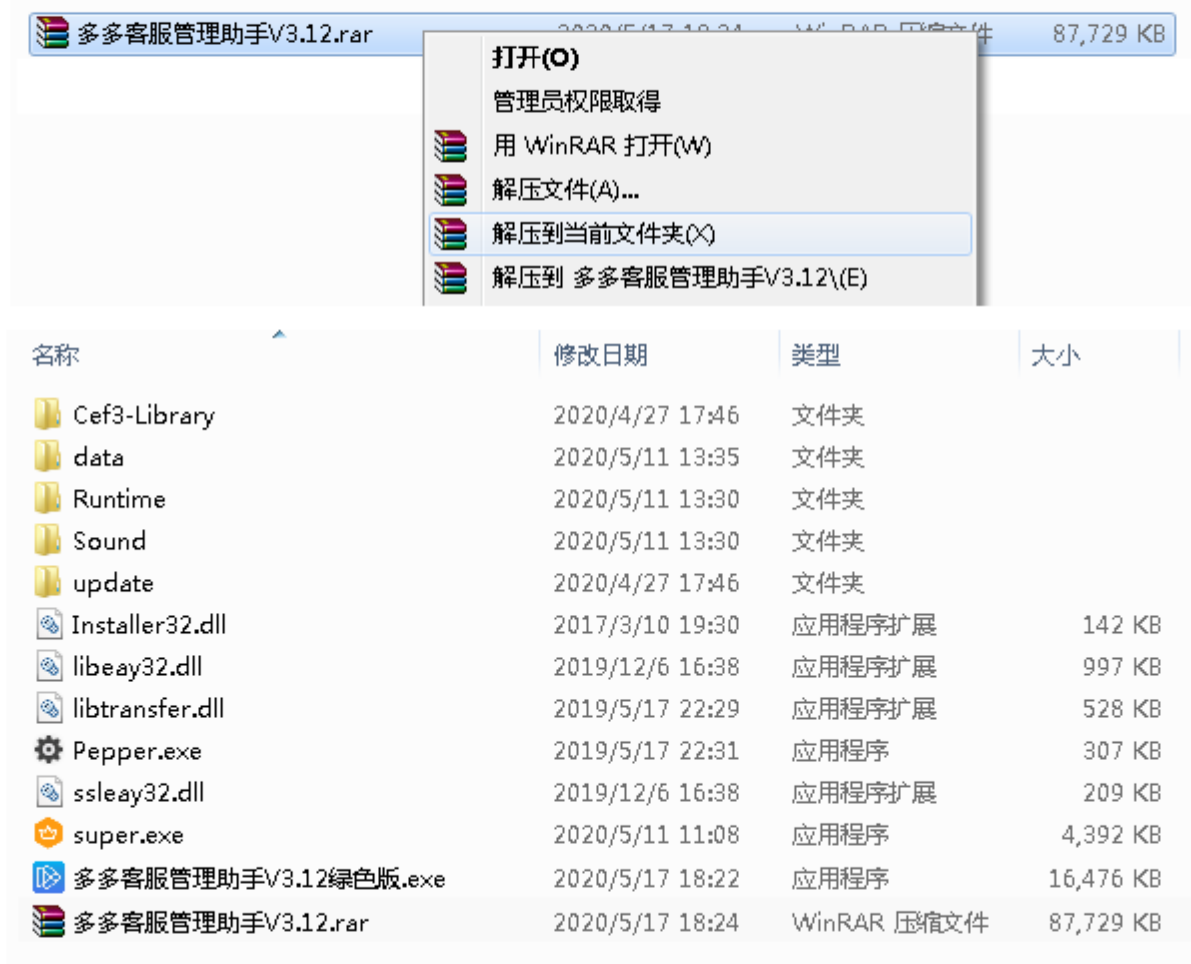 多多客服管理助手V3.12.rar 2020/5/17 18:24 WinRAR 压缩文件 87,729 KB
打开(O)
管理员权限取得
用 WinRAR 打开(W)
解压文件(A)...
解压到当前文件夹(X)
解压到 多多客服管理助手V3.12\(E)
名称 修改日期 类型 大小
Cef3-Library 2020/4/27 17:46 文件夹
data 2020/5/11 13:35 文件夹
Runtime 2020/5/11 13:30 文件夹
Sound 2020/5/11 13:30 文件夹
update 2020/4/27 17:46 文件夹
Installer32.dll 2017/3/10 19:30 应用程序扩展 142 KB
libeay32.dll 2019/12/6 16:38 应用程序扩展 997 KB
libtransfer.dll 2019/5/17 22:29 应用程序扩展 528 KB
Pepper.exe 2019/5/17 22:31 应用程序 307 KB
ssleay32.dll 2019/12/6 16:38 应用程序扩展 209 KB
super.exe 2020/5/11 11:08 应用程序 4,392 KB
多多客服管理助手V3.12绿色版.exe 2020/5/17 18:22 应用程序 16,476 KB
多多客服管理助手V3.12.rar 2020/5/17 18:24 WinRAR 压缩文件 87,729 KB